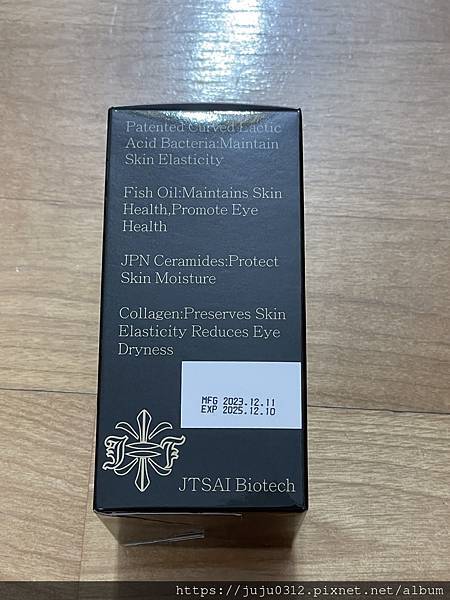 Patented Curved Lactic
Acid Bacteria:Maintain
Skin Elasticity
Fish Oil:Maintains Skin
Health,Promote Eye
Health
JPN Ceramides:Protect
Skin Moisture
Collagen:Preserves Skin
Elasticity Reduces Eye
Dryness
MFG 2023.12.11
EXP 2025.12.10
JTSAI Biotech
https://juju0312.pixnet.net/album